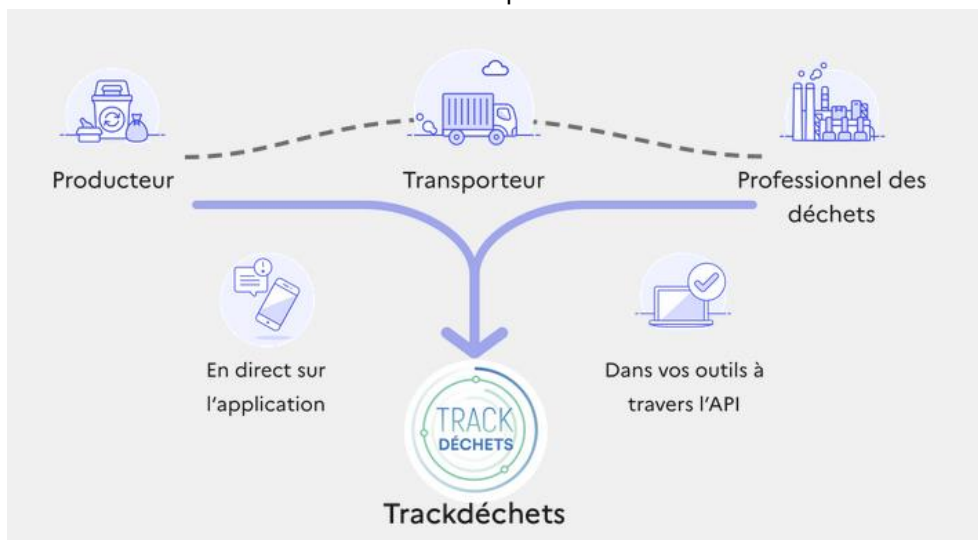 Producteur
Transporteur
Professionnel des
déchets
En direct sur
l'application
Dans vos outils à
travers l'API
TRACK
DÉCHETS
Trackdéchets